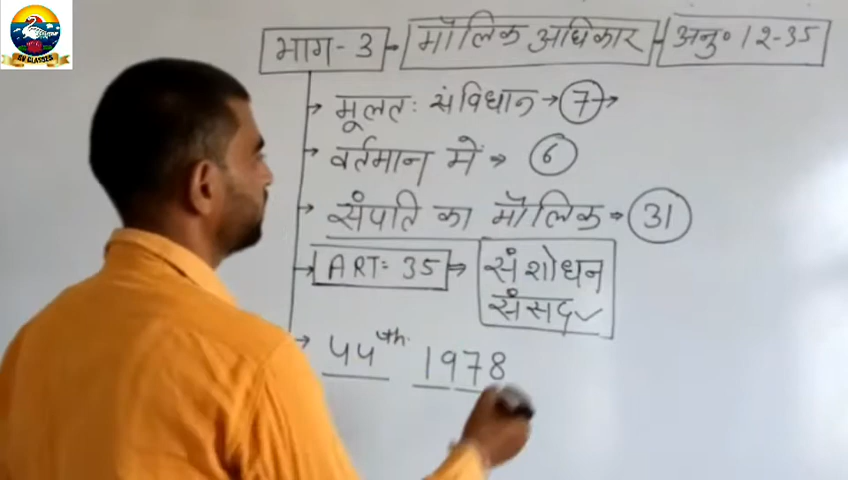 भाग-3 मौलिक अधिकार अनु० 12-35
मूलत: संविधान → 7 →
वर्तमान में → 6
संपति का मौलिक → 31
ART= 35 → संशोधन
संसद ✓
44th 1978